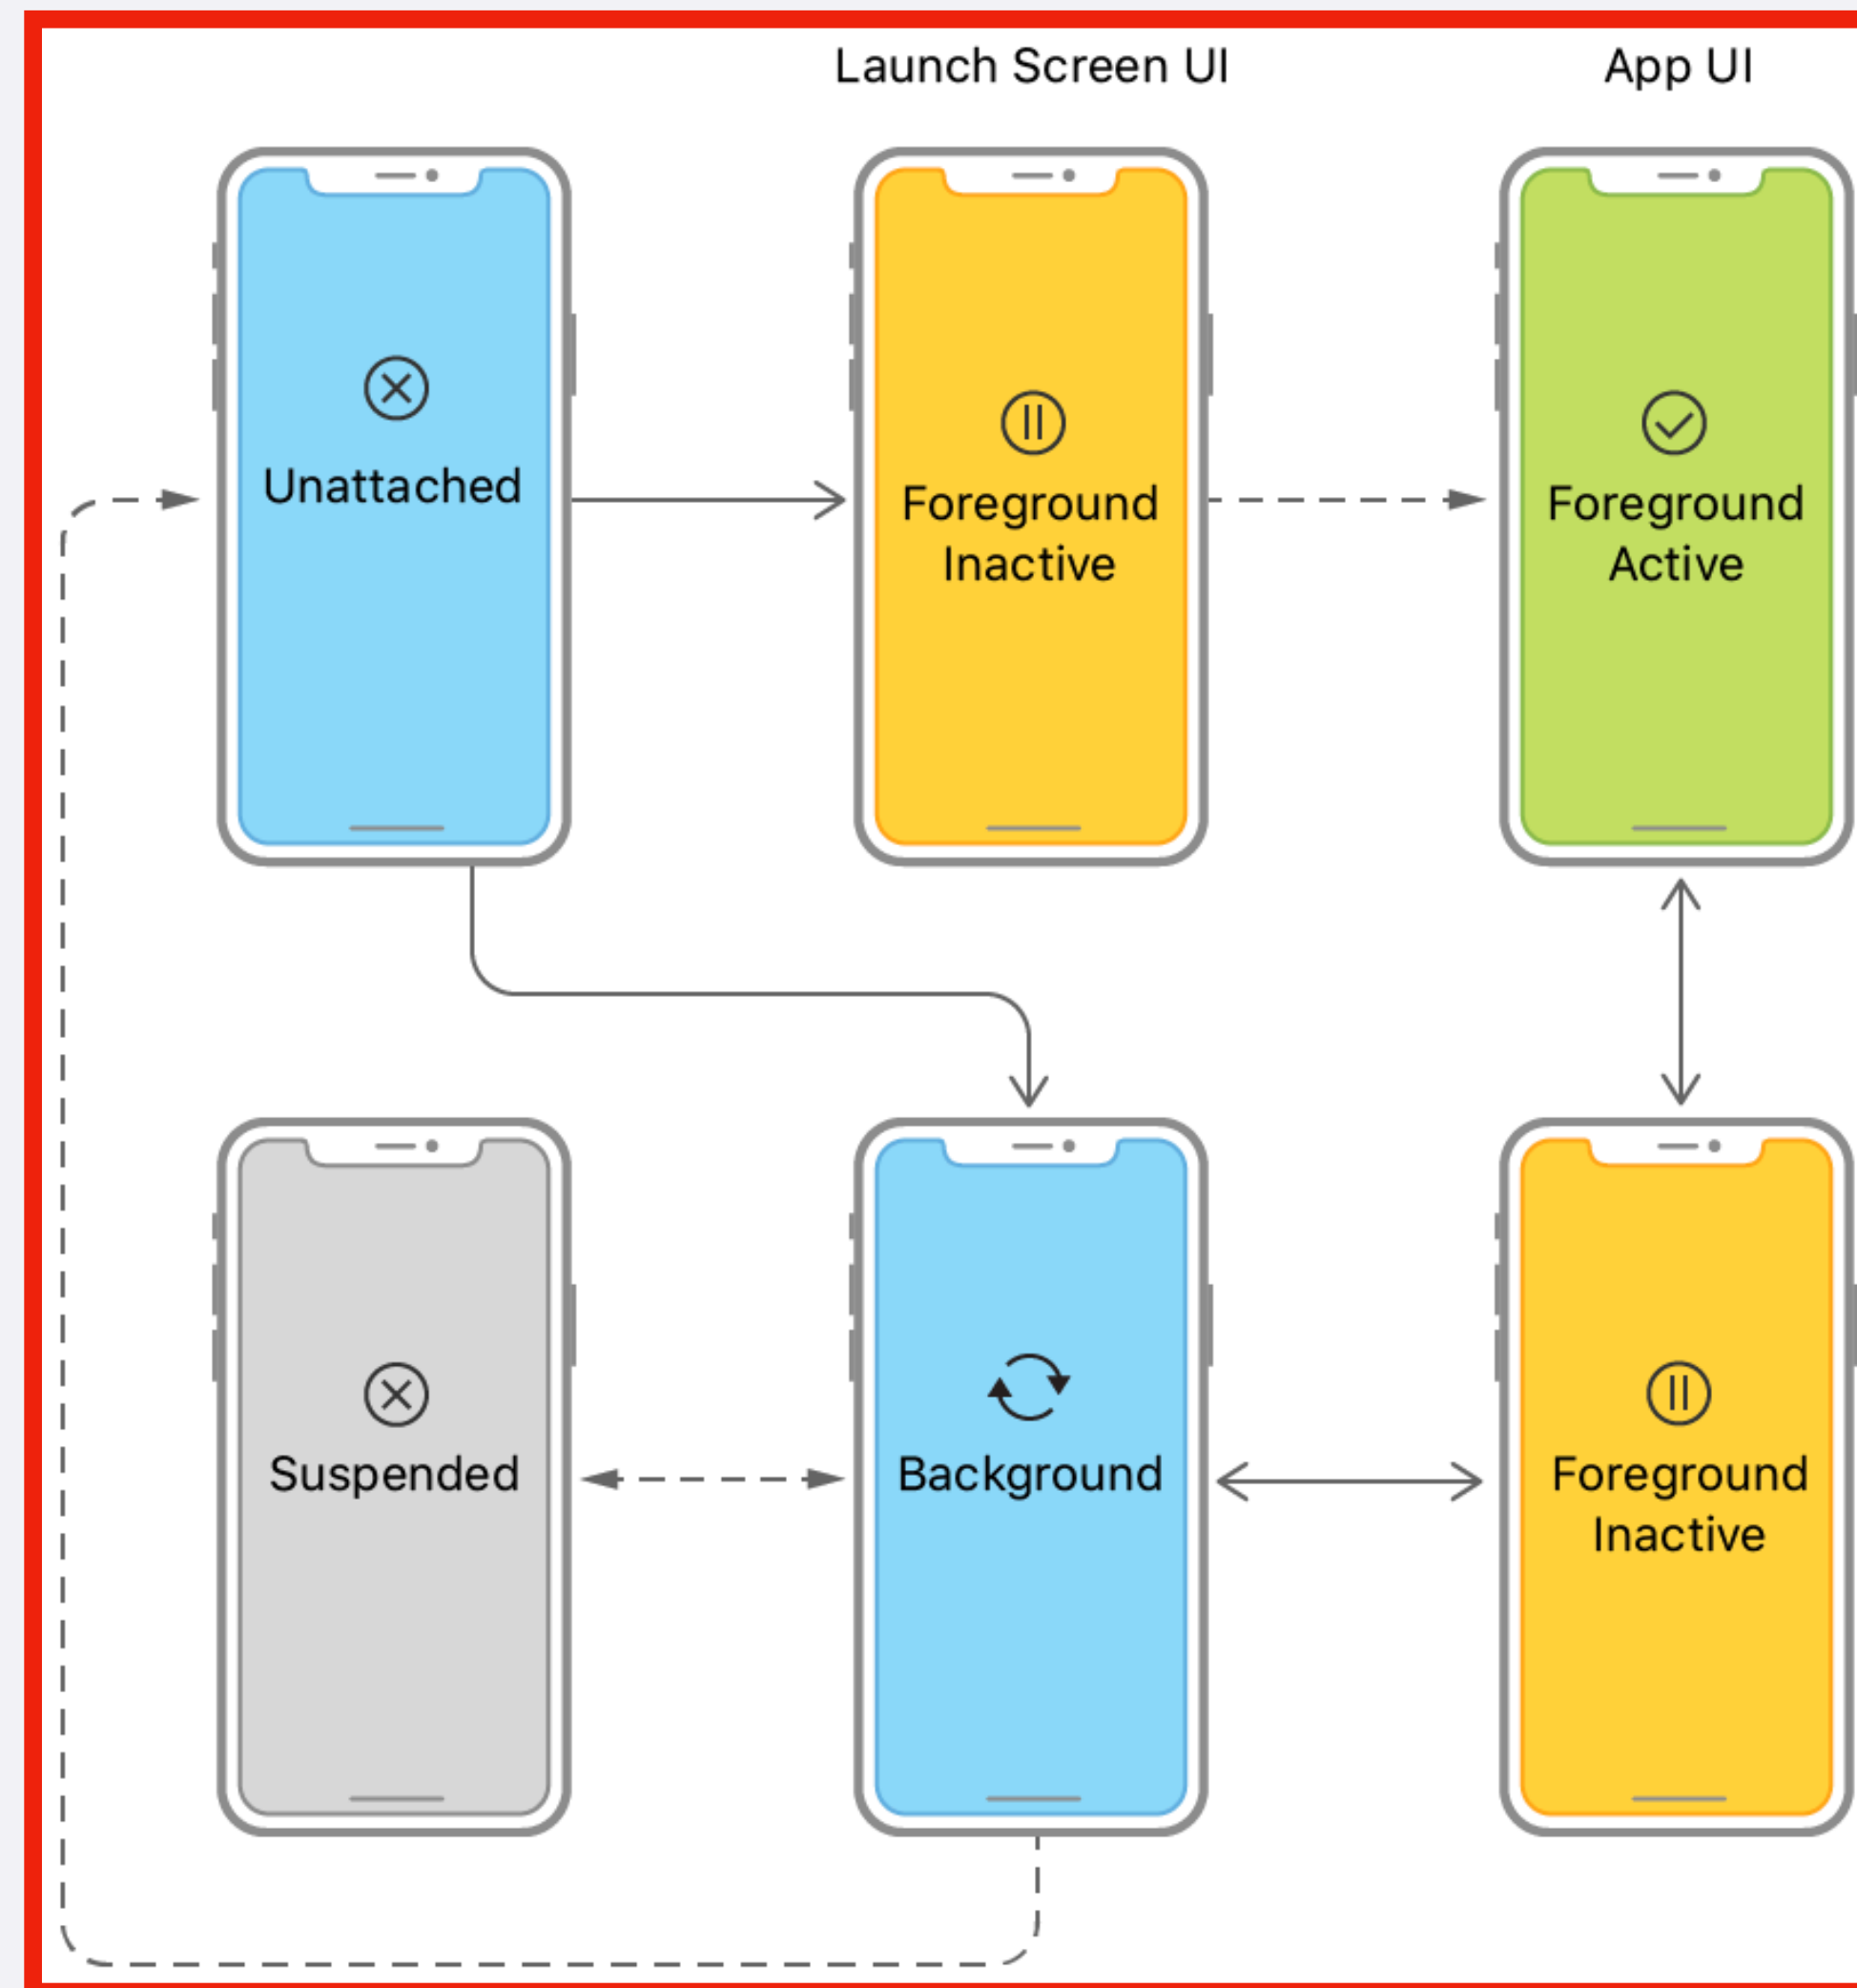 Launch Screen UI
App UI
Unattached
Foreground
Inactive
Foreground
Active
Suspended
Background
Foreground
Inactive